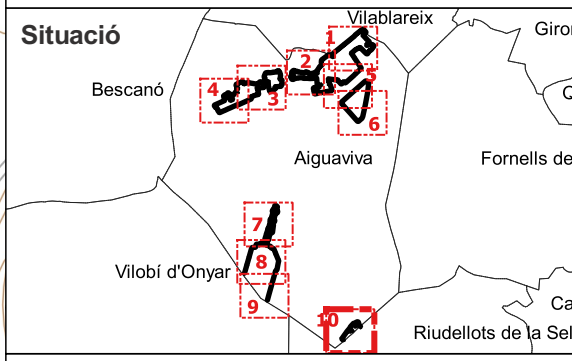 Situació
Vilablareix
Giron
1
2
5
Bescanó
4
3
6
Aiguaviva
Fornells de
7
Vilobí d'Onyar
8
9
Ca
10
Riudellots de la Sel